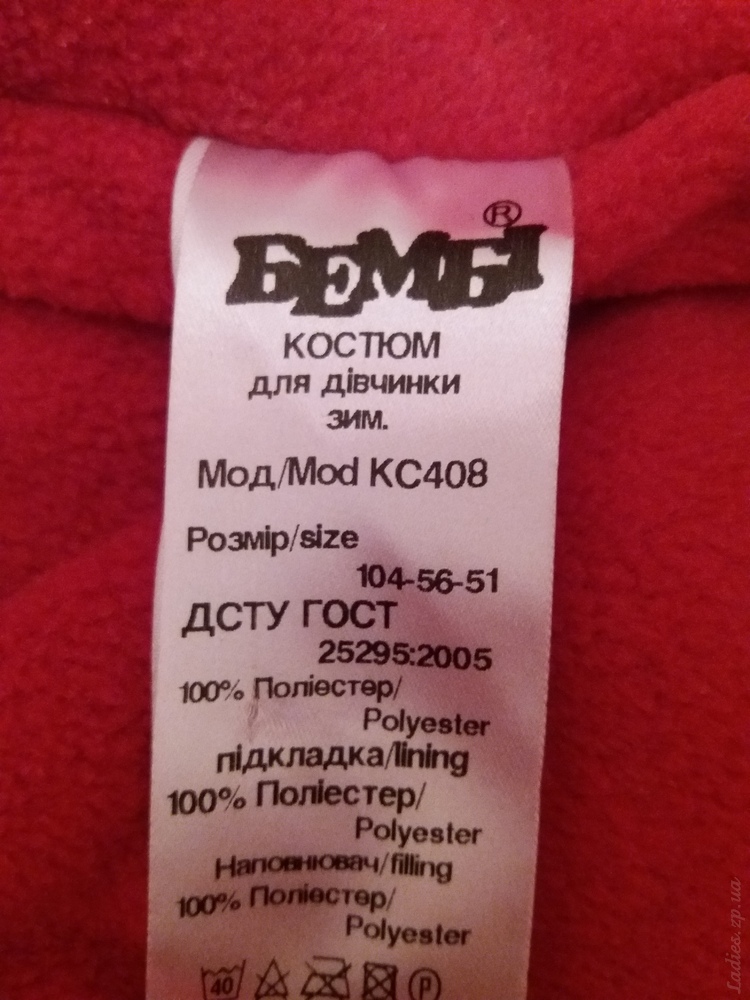 БЕМБІ ®
КОСТЮМ
для дівчинки
зим.
Мод/Mod KC408
Розмір/size
104-56-51
ДСТУ ГОСТ
25295:2005
100% Поліестер/
Polyester
підкладка/lining
100% Поліестер/
Polyester
Наповнювач/filling
100% Поліестер/
Polyester
40
P
Ladies.zp.ua